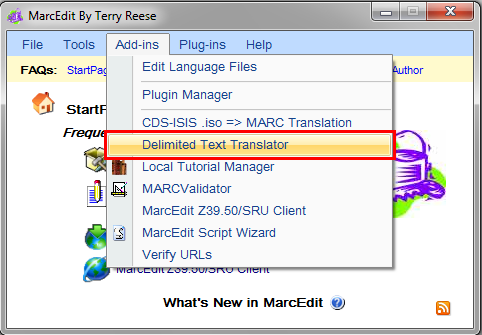 MarcEdit By Terry Reese
File Tools Add-ins Plug-ins Help
FAQs: StartPag Author
Edit Language Files
Plugin Manager
StartP
CDS-ISIS .iso => MARC Translation
Freque
Delimited Text Translator
Local Tutorial Manager
MARCValidator
MarcEdit Z39.50/SRU Client
MarcEdit Script Wizard
Verify URLs
MarcEdit Z39.50/SRU Client
What's New in MarcEdit